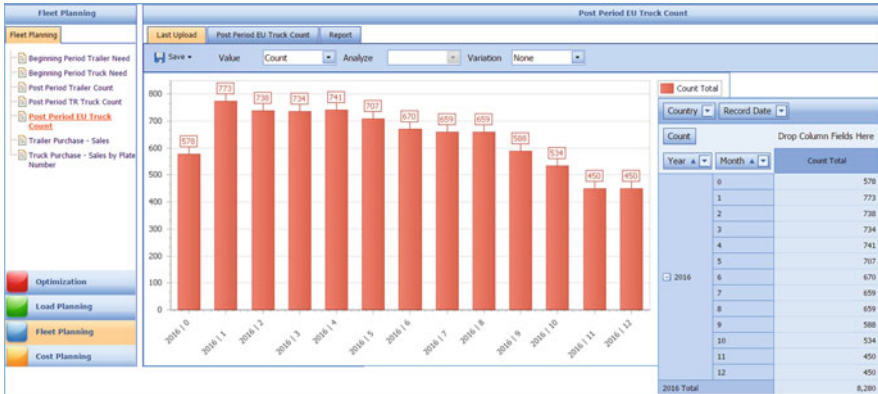 Fleet Planning
Post Period EU Truck Count
Fleet Planning
Beginning Period Trailer Need
Beginning Period Truck Need
Post Period Trailer Count
Post Period TR Truck Count
Post Period EU Truck
Count
Trailer Purchase - Sales
Truck Purchase - Sales by Plate
Number
Optimization
Load Planning
Fleet Planning
Cost Planning
Last Upload Post Period EU Truck Count Report
Save Value Count Analyze Variation None
800
700
600
500
400
300
200
100
0
578 773 738 734 741 707 670 659 659 588 534 450 450
2016 | 0 2016 | 1 2016 | 2 2016 | 3 2016 | 4 2016 | 5 2016 | 6 2016 | 7 2016 | 8 2016 | 9 2016 | 10 2016 | 11 2016 | 12
Count Total
Country Record Date
Count Drop Column Fields Here
Year Month Count Total
0 578
1 773
2 738
3 734
4 741
5 707
2016 6 670
7 659
8 659
9 588
10 534
11 450
12 450
2016 Total 8,280